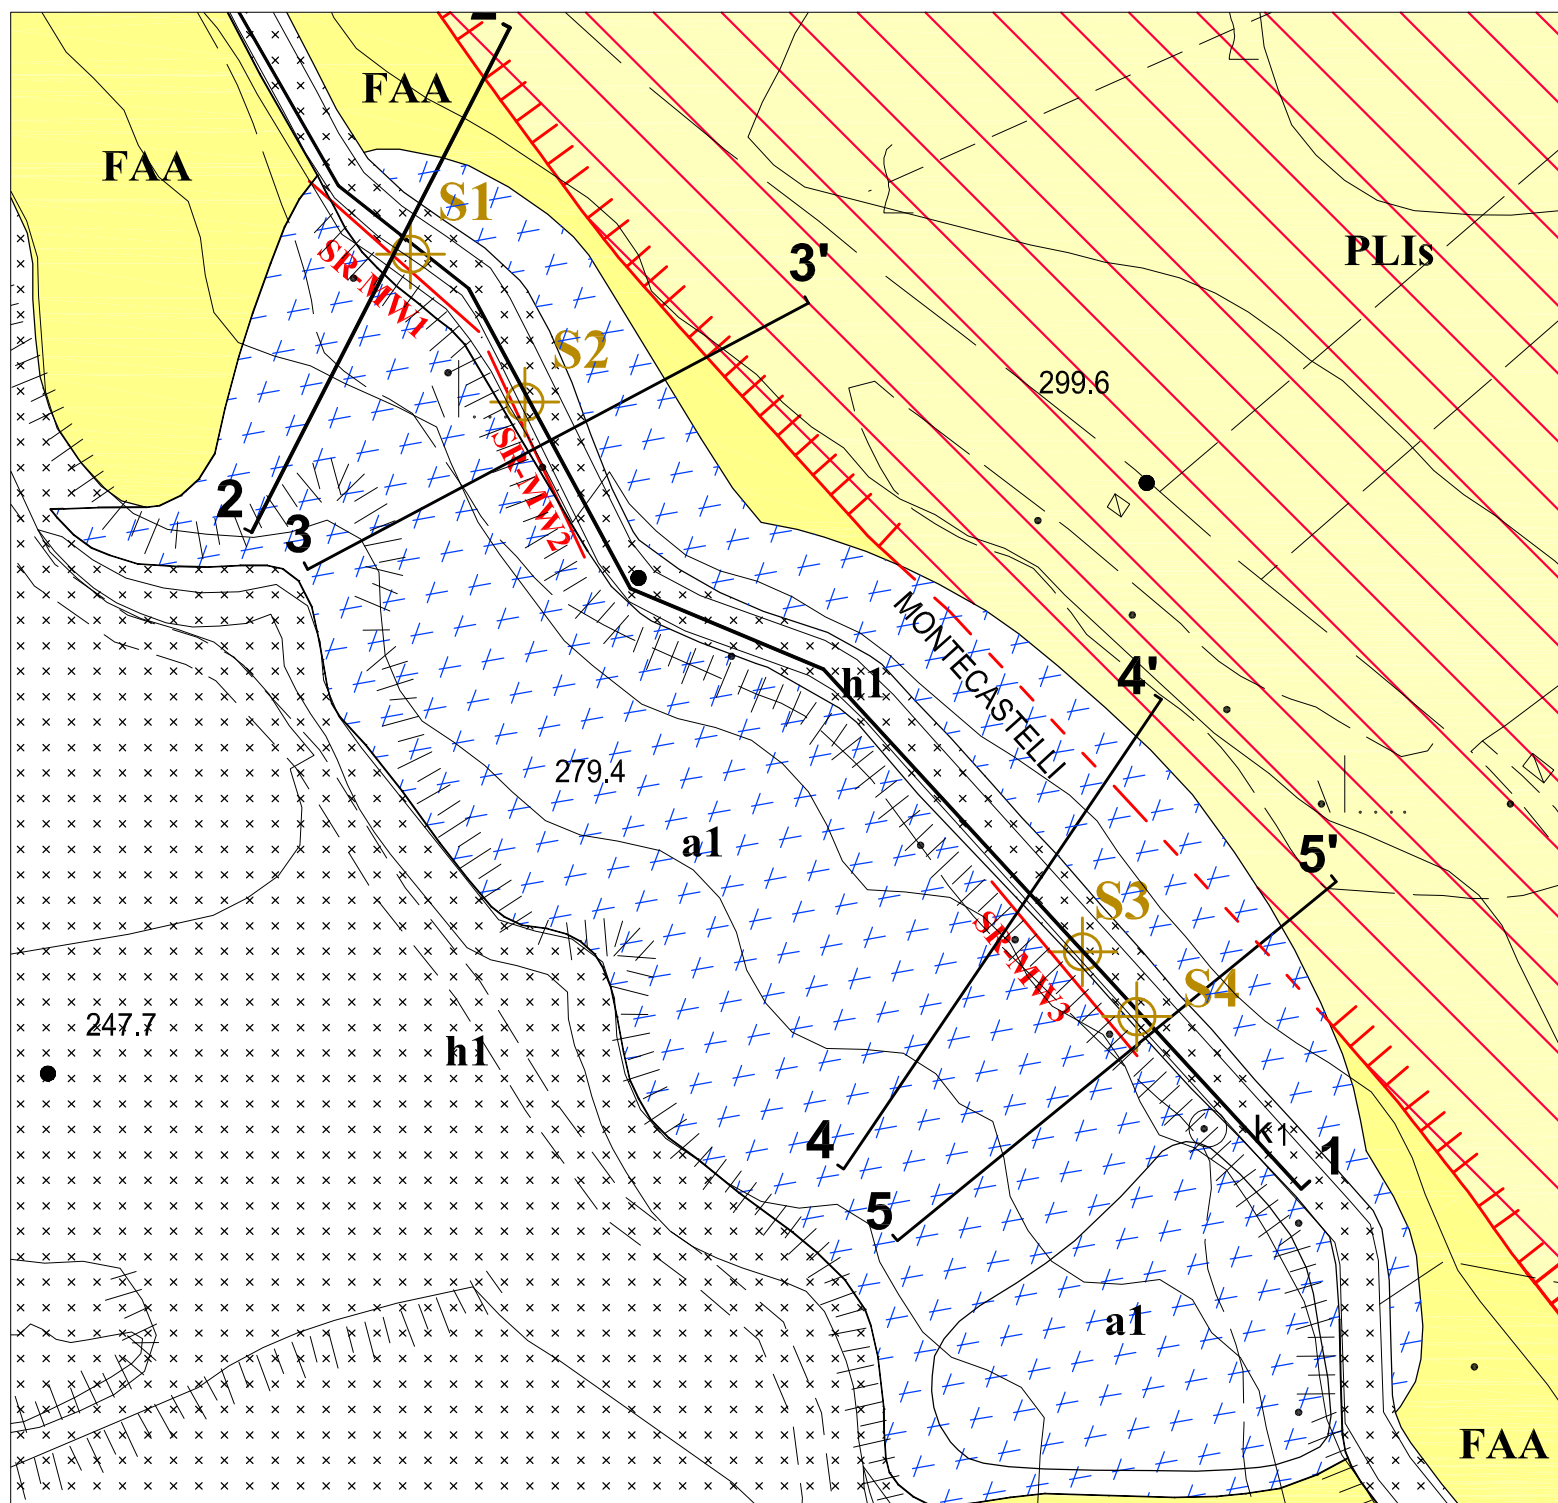 FAA
FAA
S1
3'
PLIs
SR-MW1
S2
299.6
2
3
SR-MW2
MONTECASTELLI
h1
4'
279.4
a1
5'
S3
SR-MW3
S4
247.7
h1
4
k1
1
5
a1
FAA